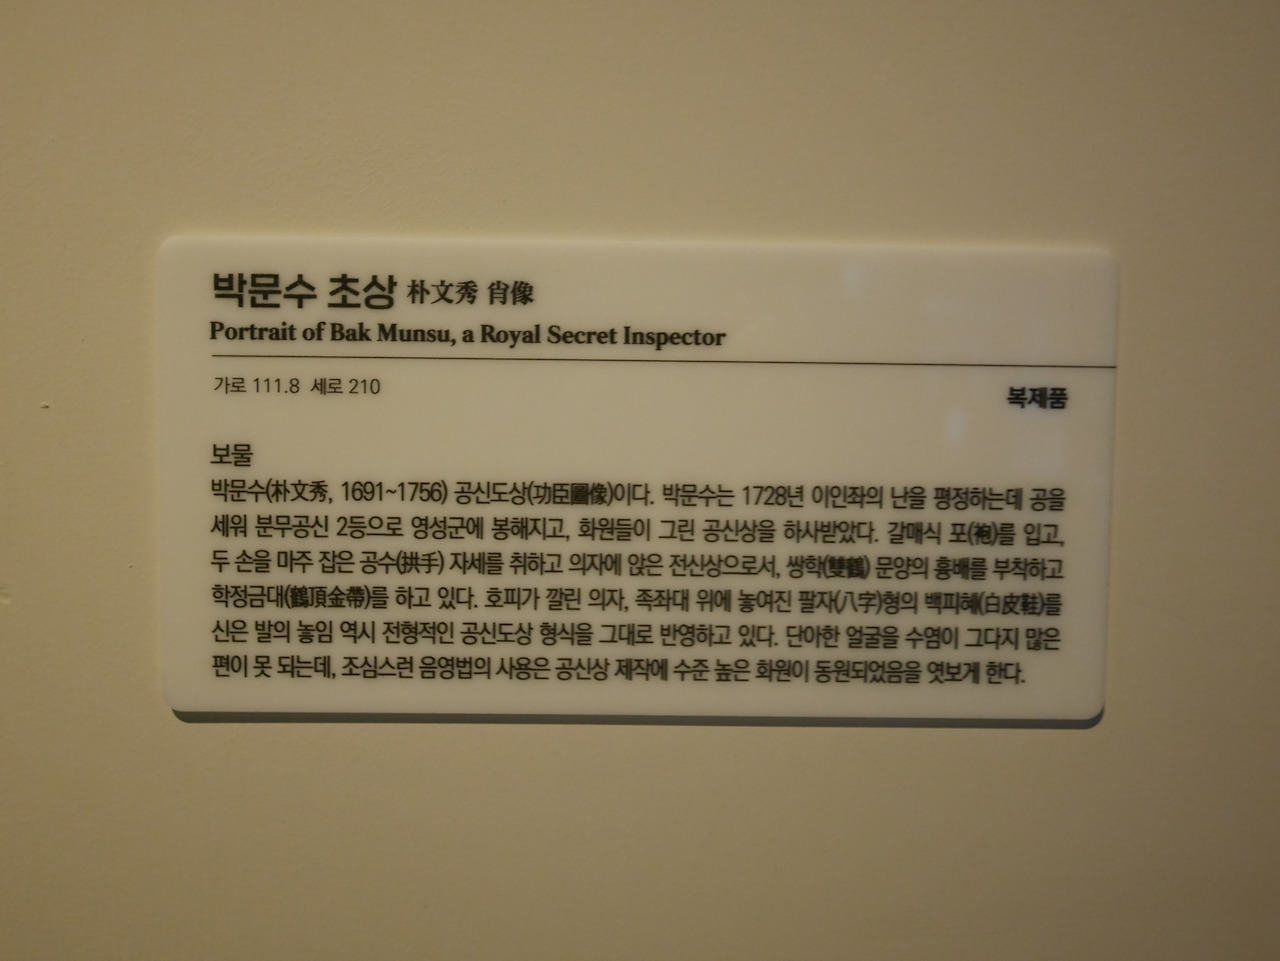 박문수 초상 朴文秀 肖像
Portrait of Bak Munsu, a Royal Secret Inspector
가로 111.8 세로 210
복제품
보물
박문수(朴文秀, 1691~1756) 공신도상(功臣圖像)이다. 박문수는 1728년 이인좌의 난을 평정하는데 공을
세워 분무공신 2등으로 영성군에 봉해지고, 화원들이 그린 공신상을 하사받았다. 갈매식 포(袍)를 입고,
두 손을 마주 잡은 공수(拱手) 자세를 취하고 의자에 앉은 전신상으로서, 쌍학(雙鶴) 문양의 흉배를 부착하고
학정금대(鶴頂金帶)를 하고 있다. 호피가 깔린 의자, 족좌대 위에 놓여진 팔자(八字)형의 백피혜(白皮鞋)를
신은 발의 놓임 역시 전형적인 공신도상 형식을 그대로 반영하고 있다. 단아한 얼굴을 수염이 그다지 많은
편이 못 되는데, 조심스런 음영법의 사용은 공신상 제작에 수준 높은 화원이 동원되었음을 엿보게 한다.